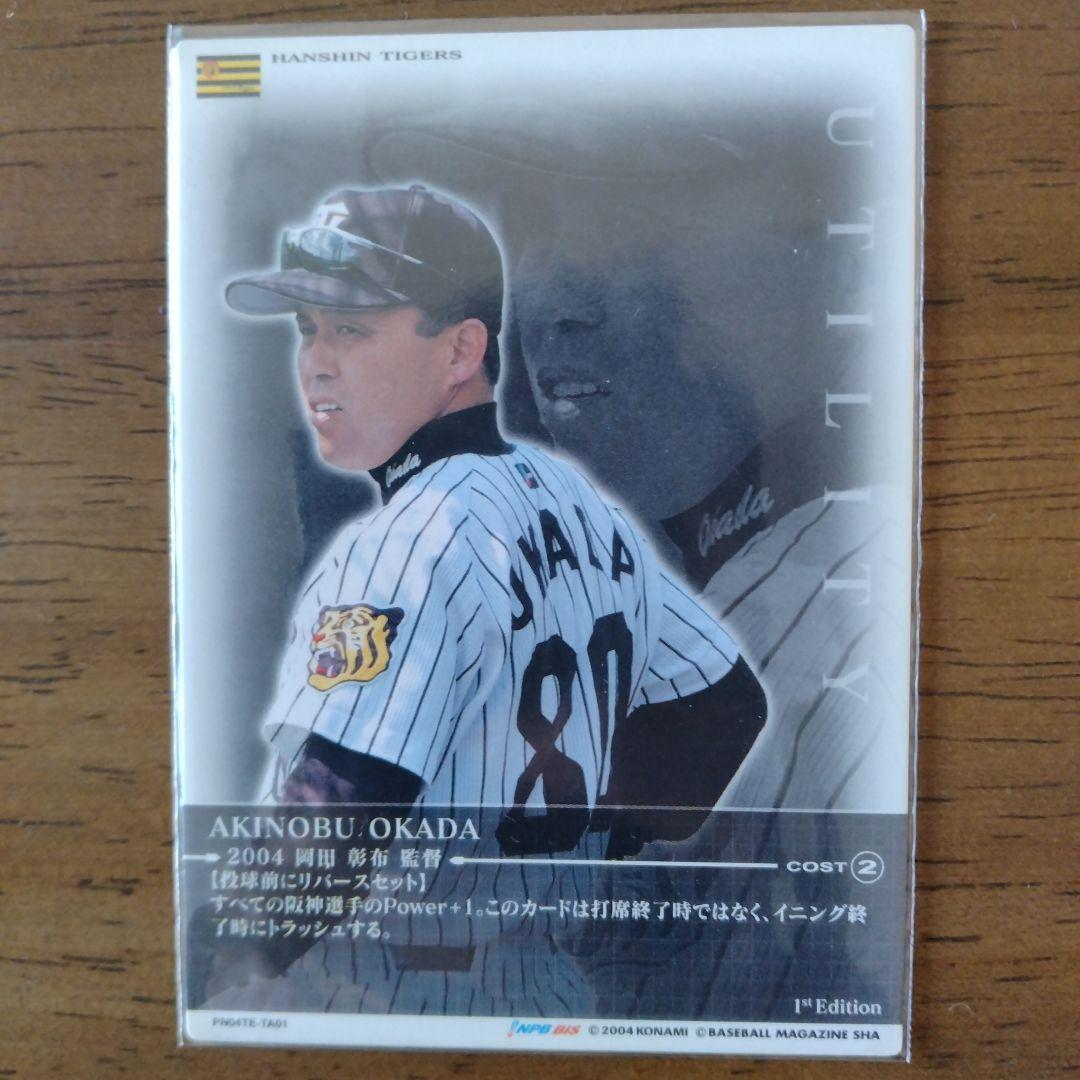 HANSHIN TIGERS
UTILITY
Okada
Okada
80
AKINOBU OKADA
2004 岡田 彰布 監督
COST 2
【投球前にリバースセット】
すべての阪神選手のPower+1。このカードは打席終了時ではなく、イニング終
了時にトラッシュする。
1st Edition
PN04TE-TA01
NPB BIS ©2004 KONAMI ©BASEBALL MAGAZINE SHA